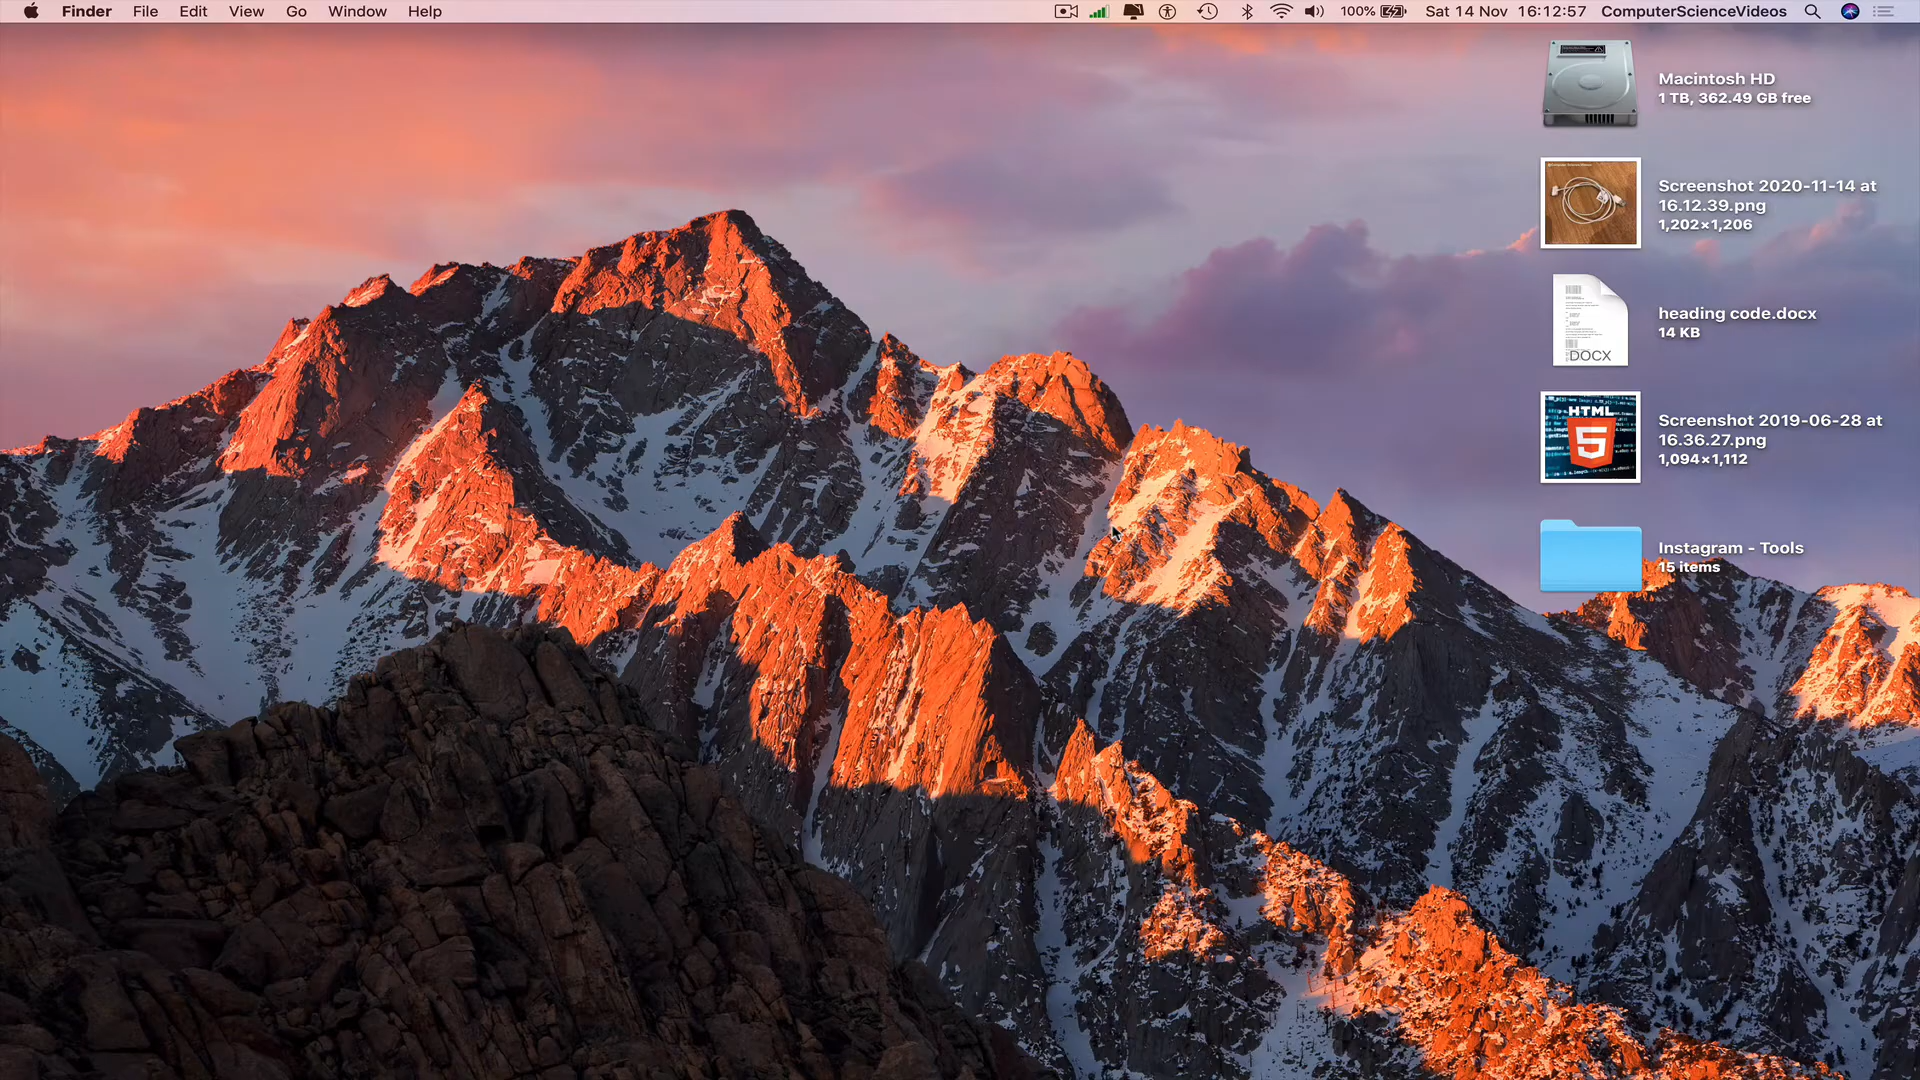 Finder File Edit View Go Window Help 100% Sat 14 Nov 16:12:57 ComputerScienceVideos
Macintosh HD
1 TB, 362.49 GB free
Screenshot 2020-11-14 at
16.12.39.png
1,202×1,206
heading code.docx
14 KB
DOCX
HTML
5
Screenshot 2019-06-28 at
16.36.27.png
1,094×1,112
Instagram - Tools
15 items